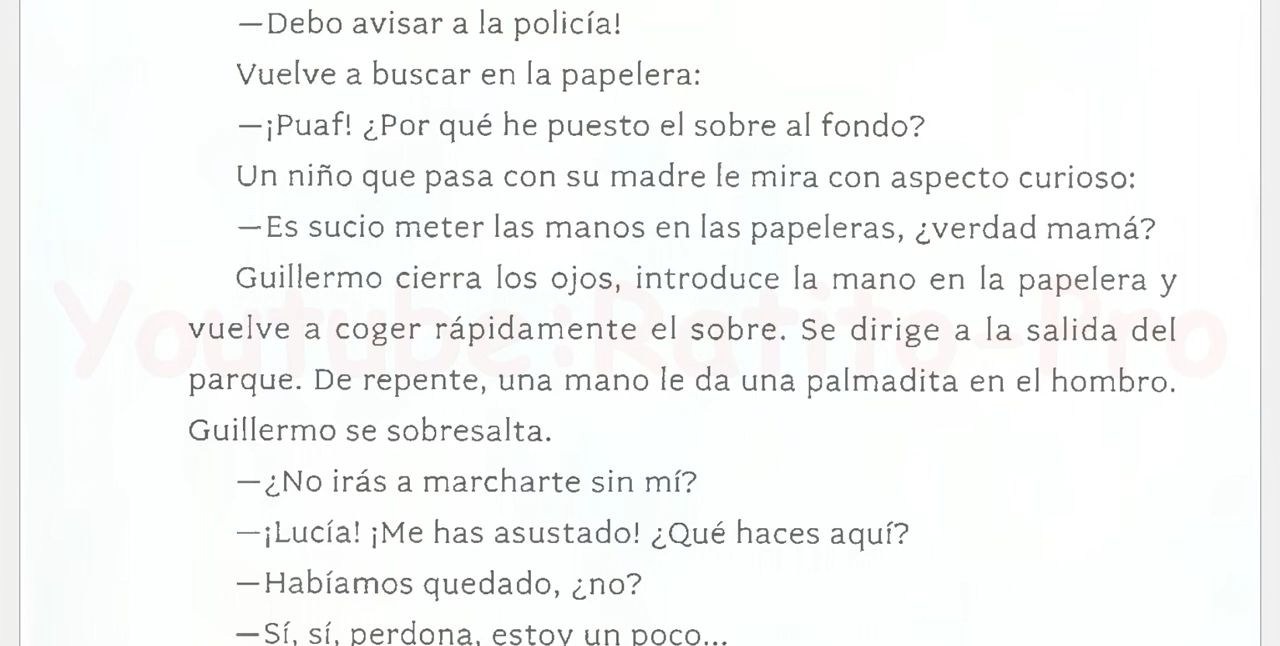 —Debo avisar a la policía!
Vuelve a buscar en la papelera:
—¡Puaf! ¿Por qué he puesto el sobre al fondo?
Un niño que pasa con su madre le mira con aspecto curioso:
—Es sucio meter las manos en las papeleras, ¿verdad mamá?
Guillermo cierra los ojos, introduce la mano en la papelera y
vuelve a coger rápidamente el sobre. Se dirige a la salida del
parque. De repente, una mano le da una palmadita en el hombro.
Guillermo se sobresalta.
—¿No irás a marcharte sin mí?
—¡Lucía! ¡Me has asustado! ¿Qué haces aquí?
—Habíamos quedado, ¿no?
—Sí, sí, perdona, estoy un poco...
Youtube:Ratito-Pro